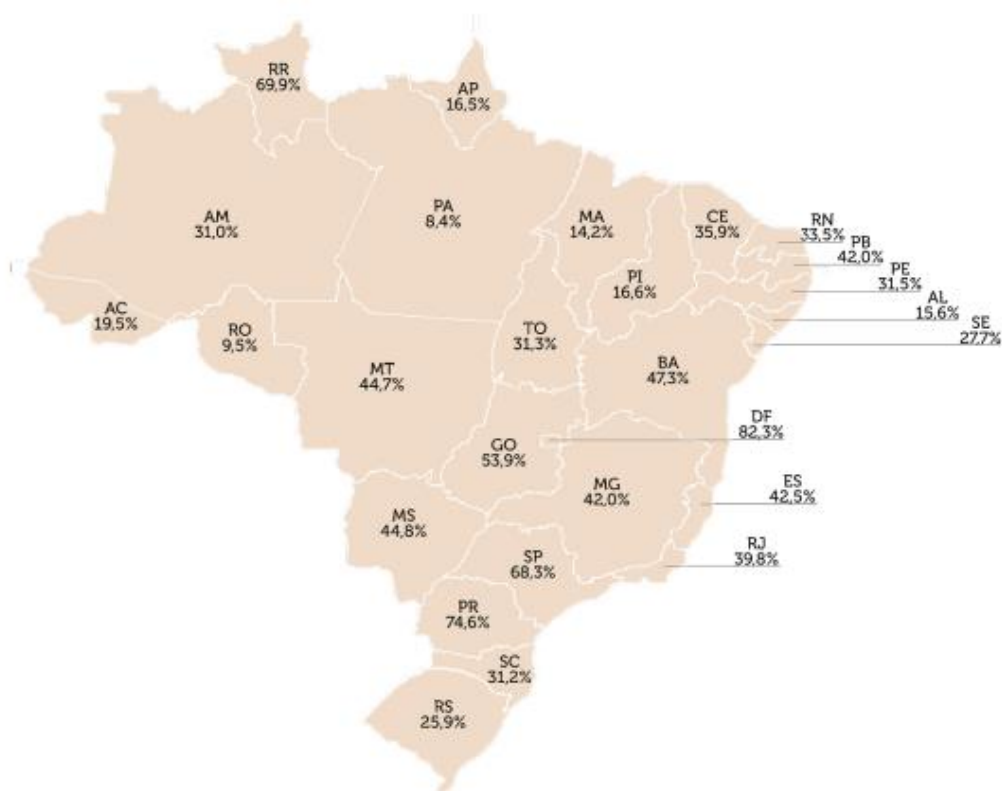 RR
69,9%
AP
16,5%
AM
31,0%
PA
8,4%
MA
14,2%
CE
35,9%
RN
33,5%
PB
42,0%
PE
31,5%
AL
15,6%
SE
27,7%
PI
16,6%
AC
19,5%
RO
9,5%
TO
31,3%
MT
44,7%
BA
47,3%
DF
82,3%
GO
53,9%
MG
42,0%
ES
42,5%
MS
44,8%
RJ
39,8%
SP
68,3%
PR
74,6%
SC
31,2%
RS
25,9%